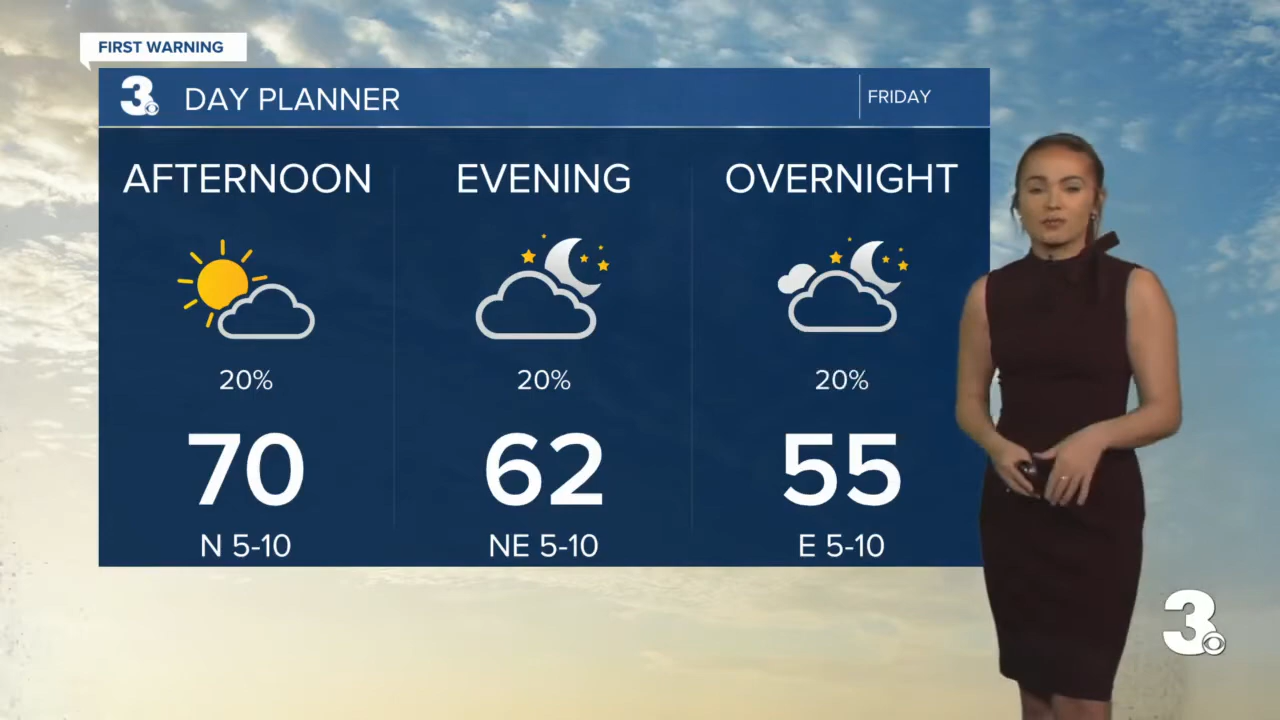 FIRST WARNING
3 DAY PLANNER
FRIDAY
AFTERNOON
EVENING
OVERNIGHT
20%
20%
20%
70
62
55
N 5-10
NE 5-10
E 5-10
3